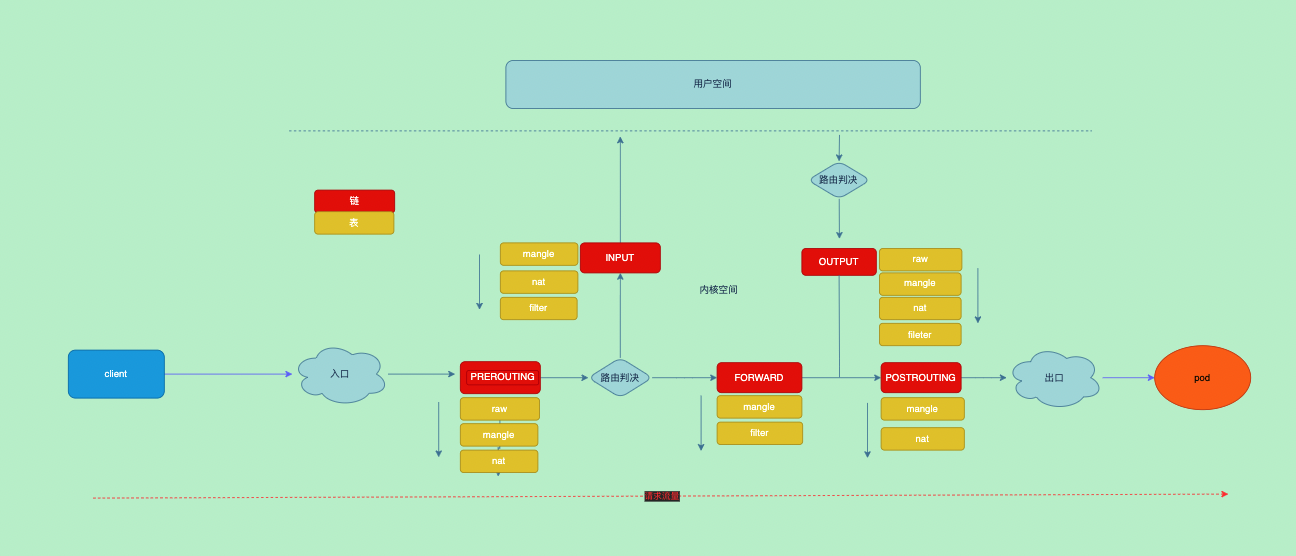 用户空间
路由判决
链
表
mangle
nat
filter
INPUT
OUTPUT
raw
mangle
nat
fileter
内核空间
client
入口
PREROUTING
raw
mangle
nat
路由判决
FORWARD
mangle
filter
POSTROUTING
mangle
nat
出口
pod
请求流量